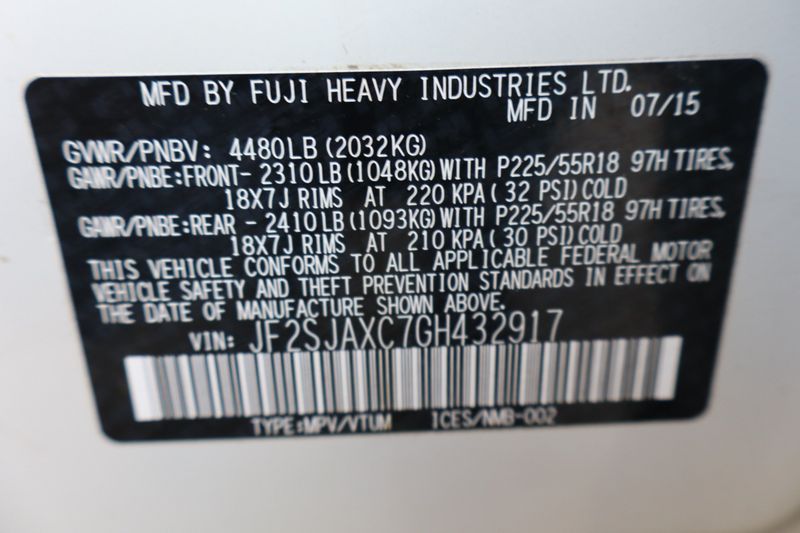 MFD BY FUJI HEAVY INDUSTRIES LTD.
MFD IN 07/15
GVWR/PNBV: 4480LB (2032KG)
GAWR/PNBE:FRONT- 2310LB (1048KG)WITH P225/55R18 97H TIRES,
18X7J RIMS AT 220 KPA ( 32 PSI)COLD
GAWR/PNBE:REAR - 2410LB (1093KG)WITH P225/55R18 97H TIRES,
18X7J RIMS AT 210 KPA ( 30 PSI)COLD
THIS VEHICLE CONFORMS TO ALL APPLICABLE FEDERAL MOTOR
VEHICLE SAFETY AND THEFT PREVENTION STANDARDS IN EFFECT ON
THE DATE OF MANUFACTURE SHOWN ABOVE.
VIN: JF2SJAXC7GH432917
TYPE:MPV/VTUM ICES/NMB-002